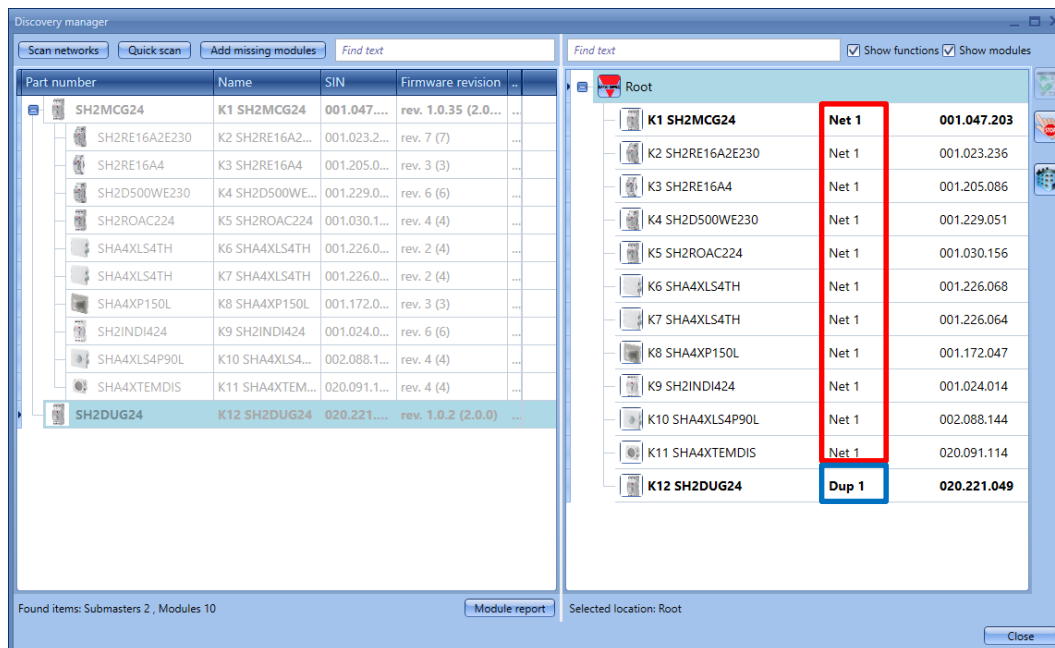 Discovery manager
Scan networks Quick scan Add missing modules Find text
Part number Name SIN Firmware revision ..
SH2MCG24 K1 SH2MCG24 001.047.... rev. 1.0.35 (2.0... ...
SH2RE16A2E230 K2 SH2RE16A2... 001.023.2... rev. 7 (7) ...
SH2RE16A4 K3 SH2RE16A4 001.205.0... rev. 3 (3) ...
SH2D500WE230 K4 SH2D500WE... 001.229.0... rev. 6 (6) ...
SH2ROAC224 K5 SH2ROAC224 001.030.1... rev. 4 (4) ...
SHA4XLS4TH K6 SHA4XLS4TH 001.226.0... rev. 2 (4) ...
SHA4XLS4TH K7 SHA4XLS4TH 001.226.0... rev. 2 (4) ...
SHA4XP150L K8 SHA4XP150L 001.172.0... rev. 3 (3) ...
SH2INDI424 K9 SH2INDI424 001.024.0... rev. 6 (6) ...
SHA4XLS4P90L K10 SHA4XLS4... 002.088.1... rev. 4 (4) ...
SHA4XTEMDIS K11 SHA4XTEM... 020.091.1... rev. 4 (4) ...
SH2DUG24 K12 SH2DUG24 020.221.... rev. 1.0.2 (2.0.0) ...
Found items: Submasters 2 , Modules 10 Module report
Find text Show functions Show modules
Root
K1 SH2MCG24 Net 1 001.047.203
K2 SH2RE16A2E230 Net 1 001.023.236
K3 SH2RE16A4 Net 1 001.205.086
K4 SH2D500WE230 Net 1 001.229.051
K5 SH2ROAC224 Net 1 001.030.156
K6 SHA4XLS4TH Net 1 001.226.068
K7 SHA4XLS4TH Net 1 001.226.064
K8 SHA4XP150L Net 1 001.172.047
K9 SH2INDI424 Net 1 001.024.014
K10 SHA4XLS4P90L Net 1 002.088.144
K11 SHA4XTEMDIS Net 1 020.091.114
K12 SH2DUG24 Dup 1 020.221.049
Selected location: Root
Close